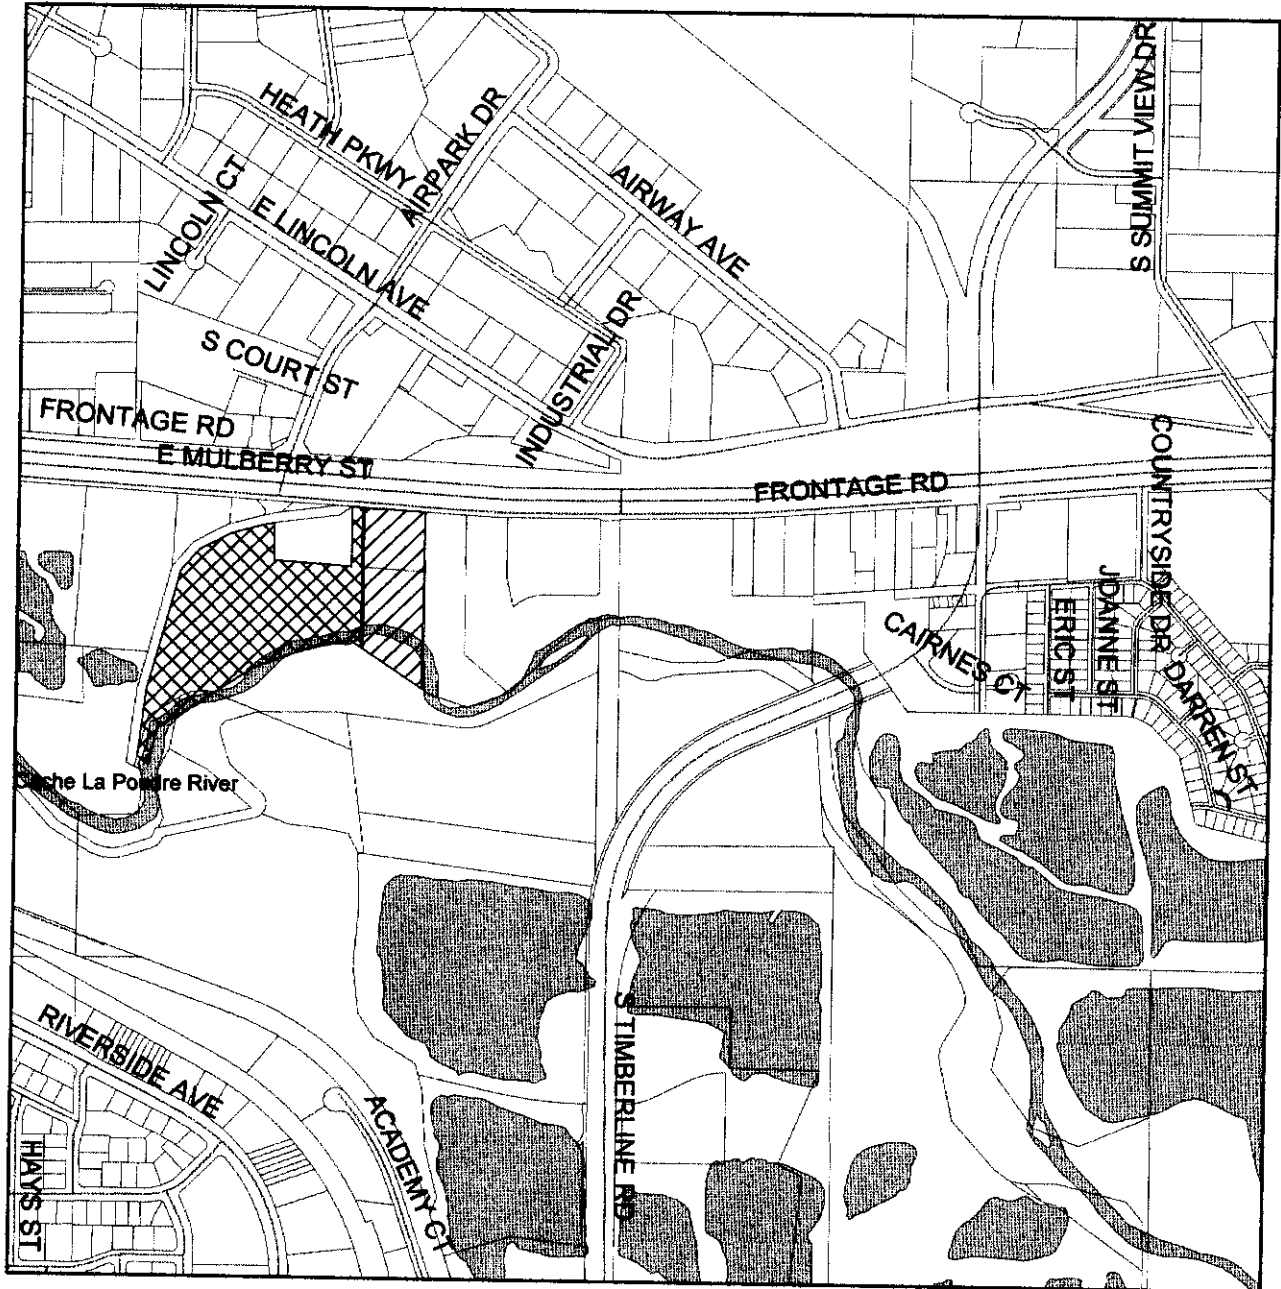 HEATH PKWY
AIRPARK DR
S SUMMIT VIEW DR
LINCOLN CT
E LINCOLN AVE
AIRWAY AVE
S COURT ST
INDUSTRIAL DR
FRONTAGE RD
E MULBERRY ST
FRONTAGE RD
COUNTRYSIDE DR
JOANNE ST
ERIC ST
CAIRNES CT
DARREN ST
C
Cache La Poudre River
RIVERSIDE AVE
ACADEMY CT
S TIMBERLINE RD
HAYS ST